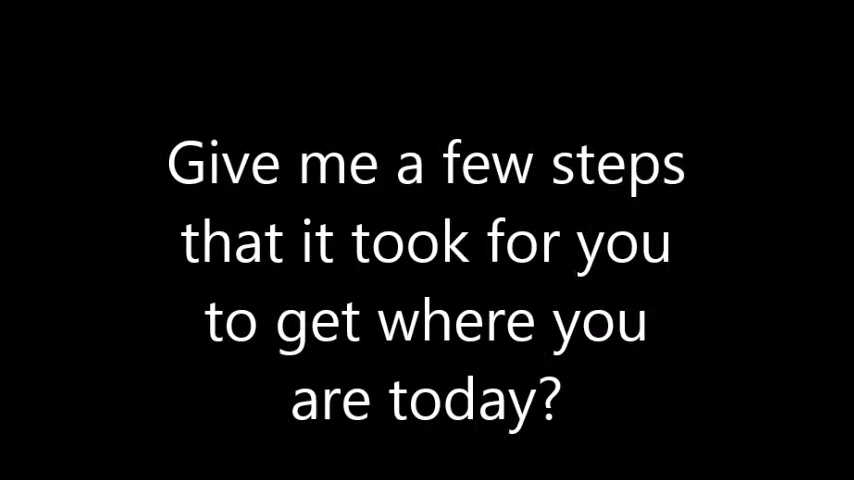 Give me a few steps
that it took for you
to get where you
are today?